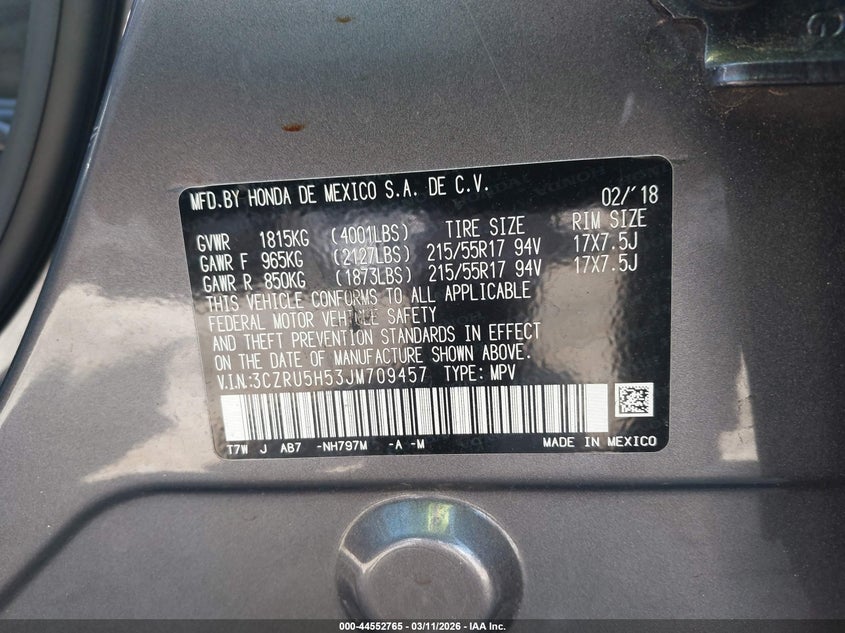 MFD.BY HONDA DE MEXICO S.A. DE C.V. 02/'18
TIRE SIZE RIM SIZE
GVWR 1815KG (4001LBS)
GAWR F 965KG (2127LBS) 215/55R17 94V 17X7.5J
GAWR R 850KG (1873LBS) 215/55R17 94V 17X7.5J
THIS VEHICLE CONFORMS TO ALL APPLICABLE
FEDERAL MOTOR VEHICLE SAFETY
AND THEFT PREVENTION STANDARDS IN EFFECT
ON THE DATE OF MANUFACTURE SHOWN ABOVE.
V.I.N:3CZRU5H53JM709457 TYPE: MPV
T7W J AB7 -NH797M -A -M MADE IN MEXICO
000-44552765 - 03/11/2026 - IAA Inc.